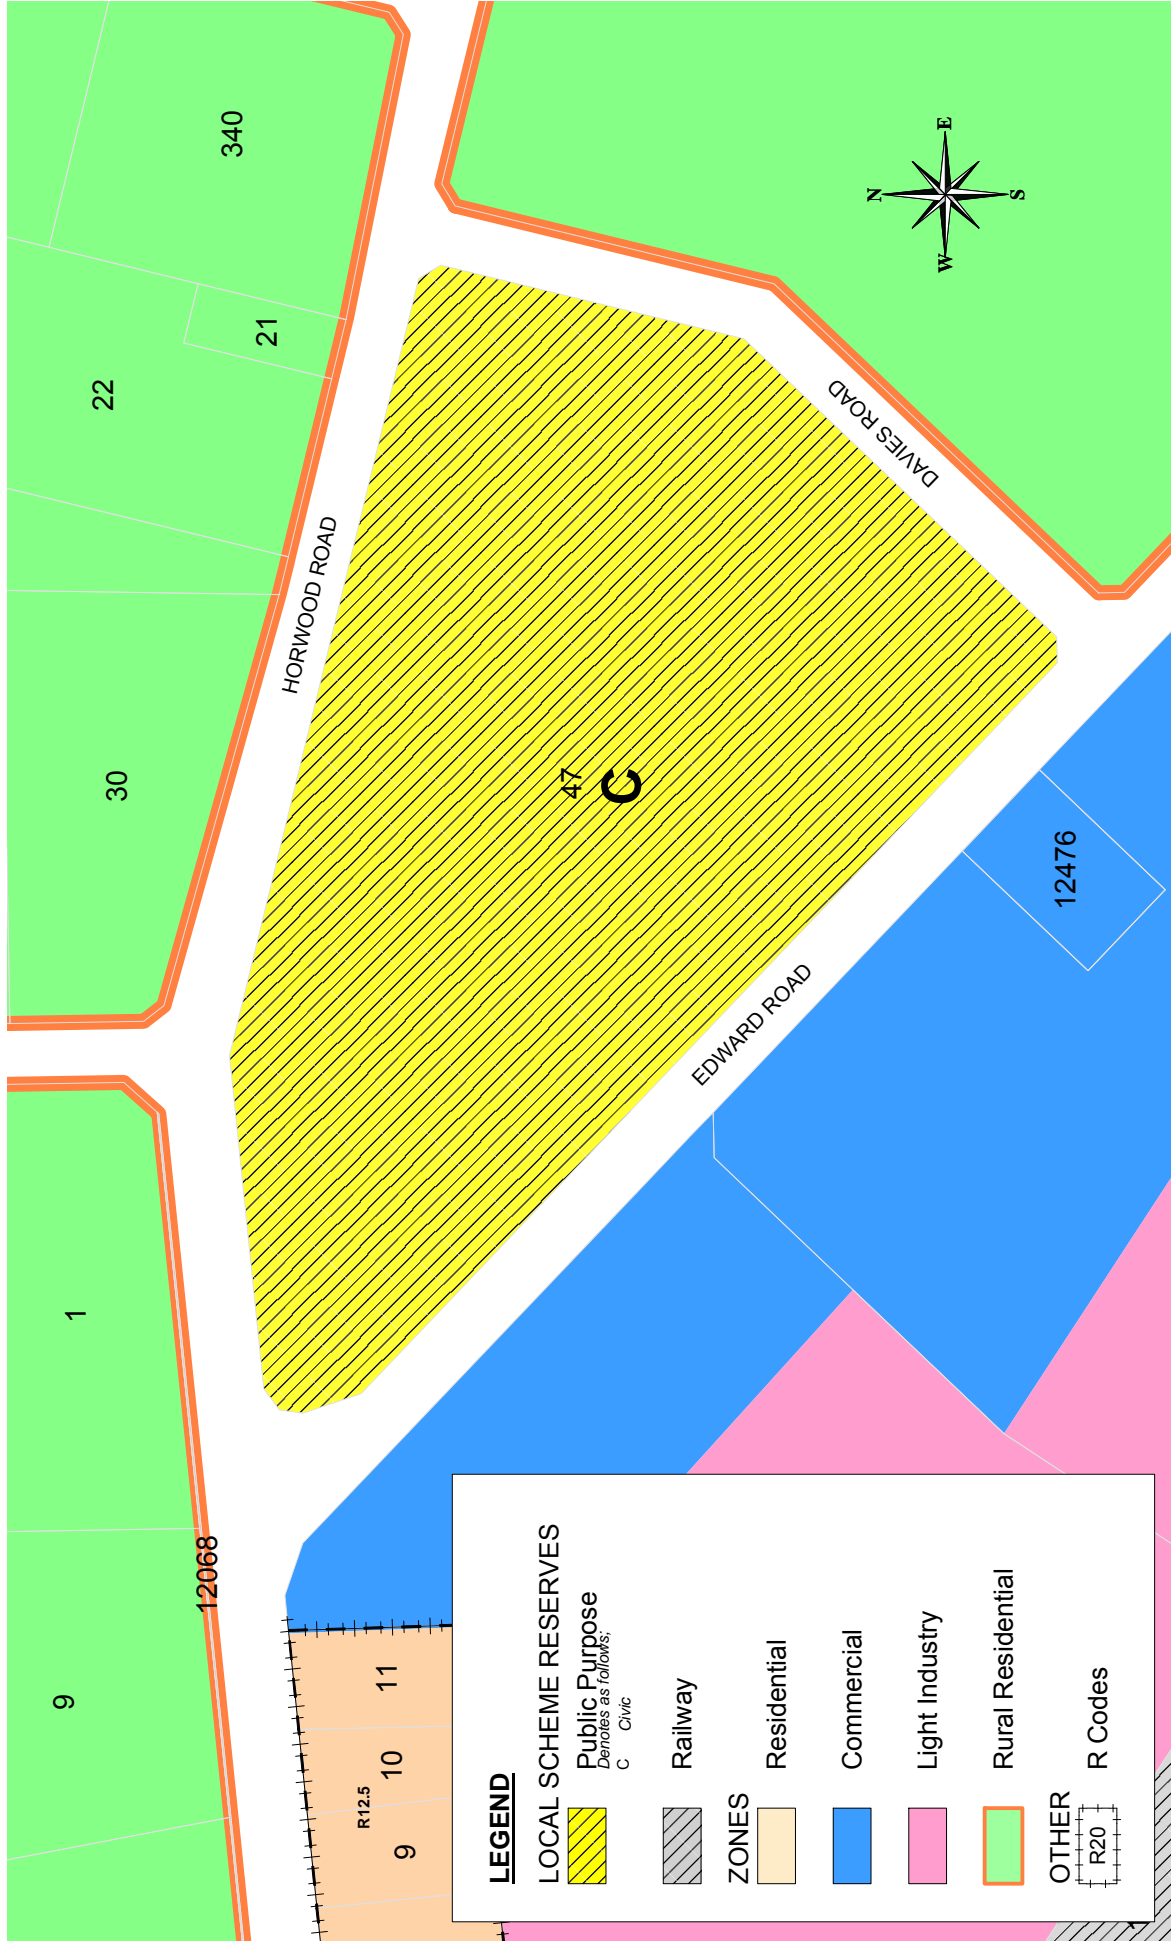 340
21
22
HORWOOD ROAD
30
47
C
DAVIES ROAD
EDWARD ROAD
12476
1
12068
9
11
10
9
R12.5
N
E
S
W
LEGEND
LOCAL SCHEME RESERVES
Public Purpose
Denotes as follows;
C Civic
Railway
ZONES
Residential
Commercial
Light Industry
Rural Residential
OTHER
R20
R Codes